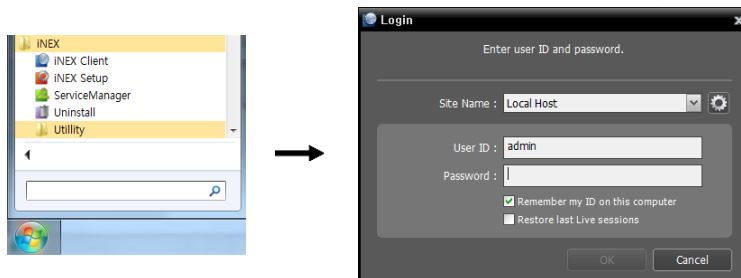 iNEX
iNEX Client
iNEX Setup
ServiceManager
Uninstall
Utillity
Login
x
Enter user ID and password.
Site Name : Local Host
User ID : admin
Password :
Remember my ID on this computer
Restore last Live sessions
OK Cancel